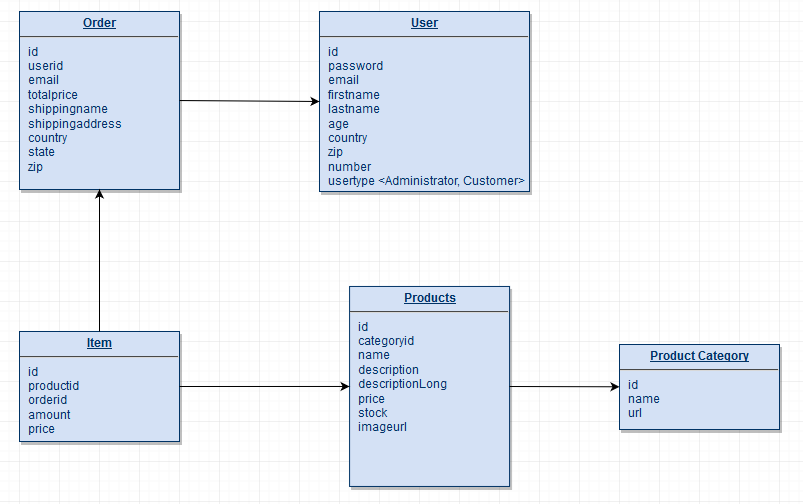 Order
id
userid
email
totalprice
shippingname
shippingaddress
country
state
zip
User
id
password
email
firstname
lastname
age
country
zip
number
usertype <Administrator, Customer>
Item
id
productid
orderid
amount
price
Products
id
categoryid
name
description
descriptionLong
price
stock
imageurl
Product Category
id
name
url